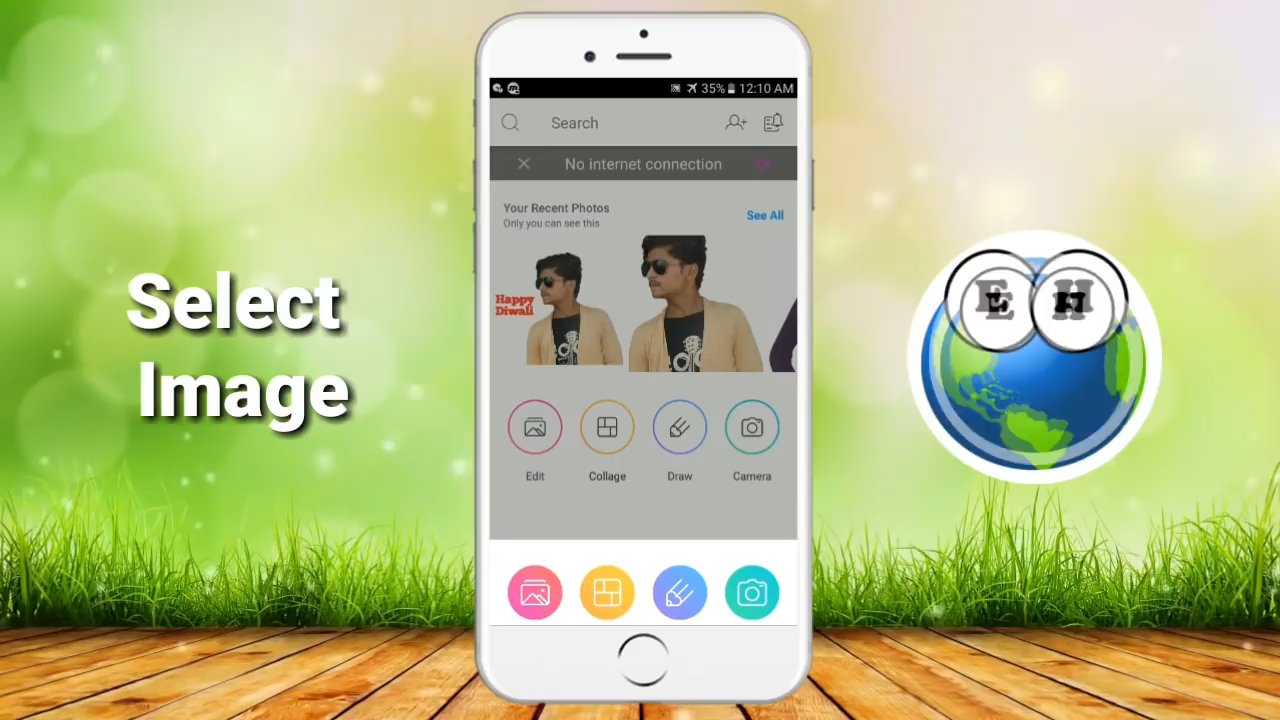 Select
Image
35% 12:10 AM
Search
No internet connection
Your Recent Photos
Only you can see this
See All
Happy
Diwali
Edit
Collage
Draw
Camera
E H